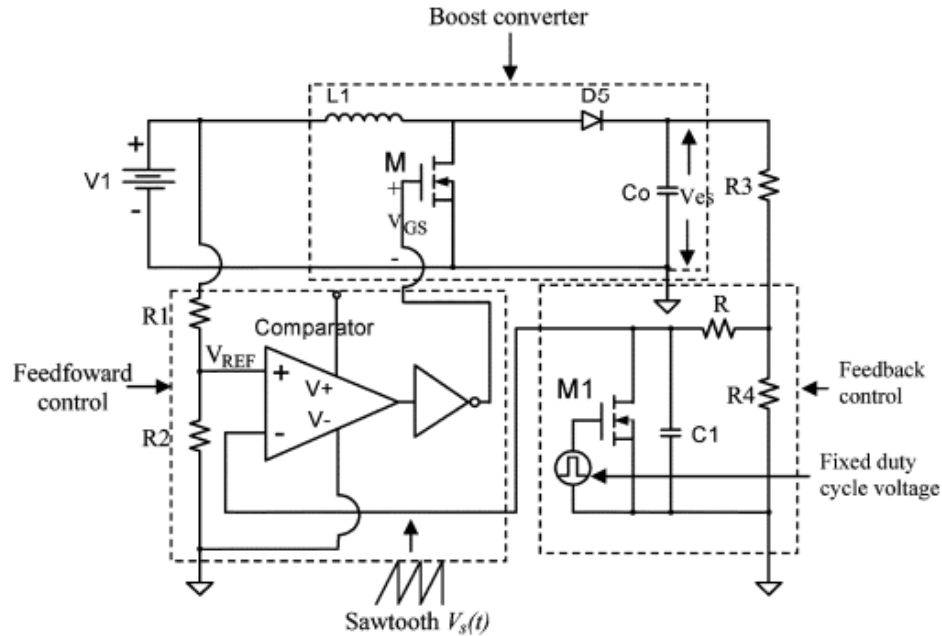 Boost converter
L1
D5
+
V1
-
M
+
V_GS
-
Co
Ves
R3
R1
Comparator
R
V_REF
+
V+
Feedfoward
control
M1
R4
Feedback
control
V-
-
R2
C1
Fixed duty
cycle voltage
Sawtooth V_s(t)